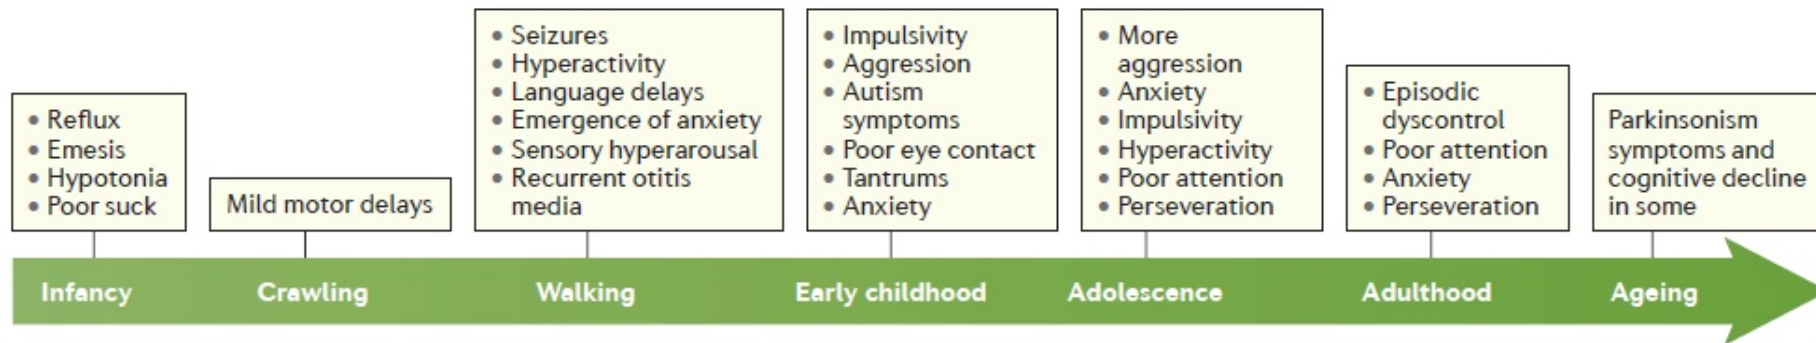 • Reflux
• Emesis
• Hypotonia
• Poor suck
Mild motor delays
• Seizures
• Hyperactivity
• Language delays
• Emergence of anxiety
• Sensory hyperarousal
• Recurrent otitis
media
• Impulsivity
• Aggression
• Autism
symptoms
• Poor eye contact
• Tantrums
• Anxiety
• More
aggression
• Anxiety
• Impulsivity
• Hyperactivity
• Poor attention
• Perseveration
• Episodic
dyscontrol
• Poor attention
• Anxiety
• Perseveration
Parkinsonism
symptoms and
cognitive decline
in some
Infancy Crawling Walking Early childhood Adolescence Adulthood Ageing